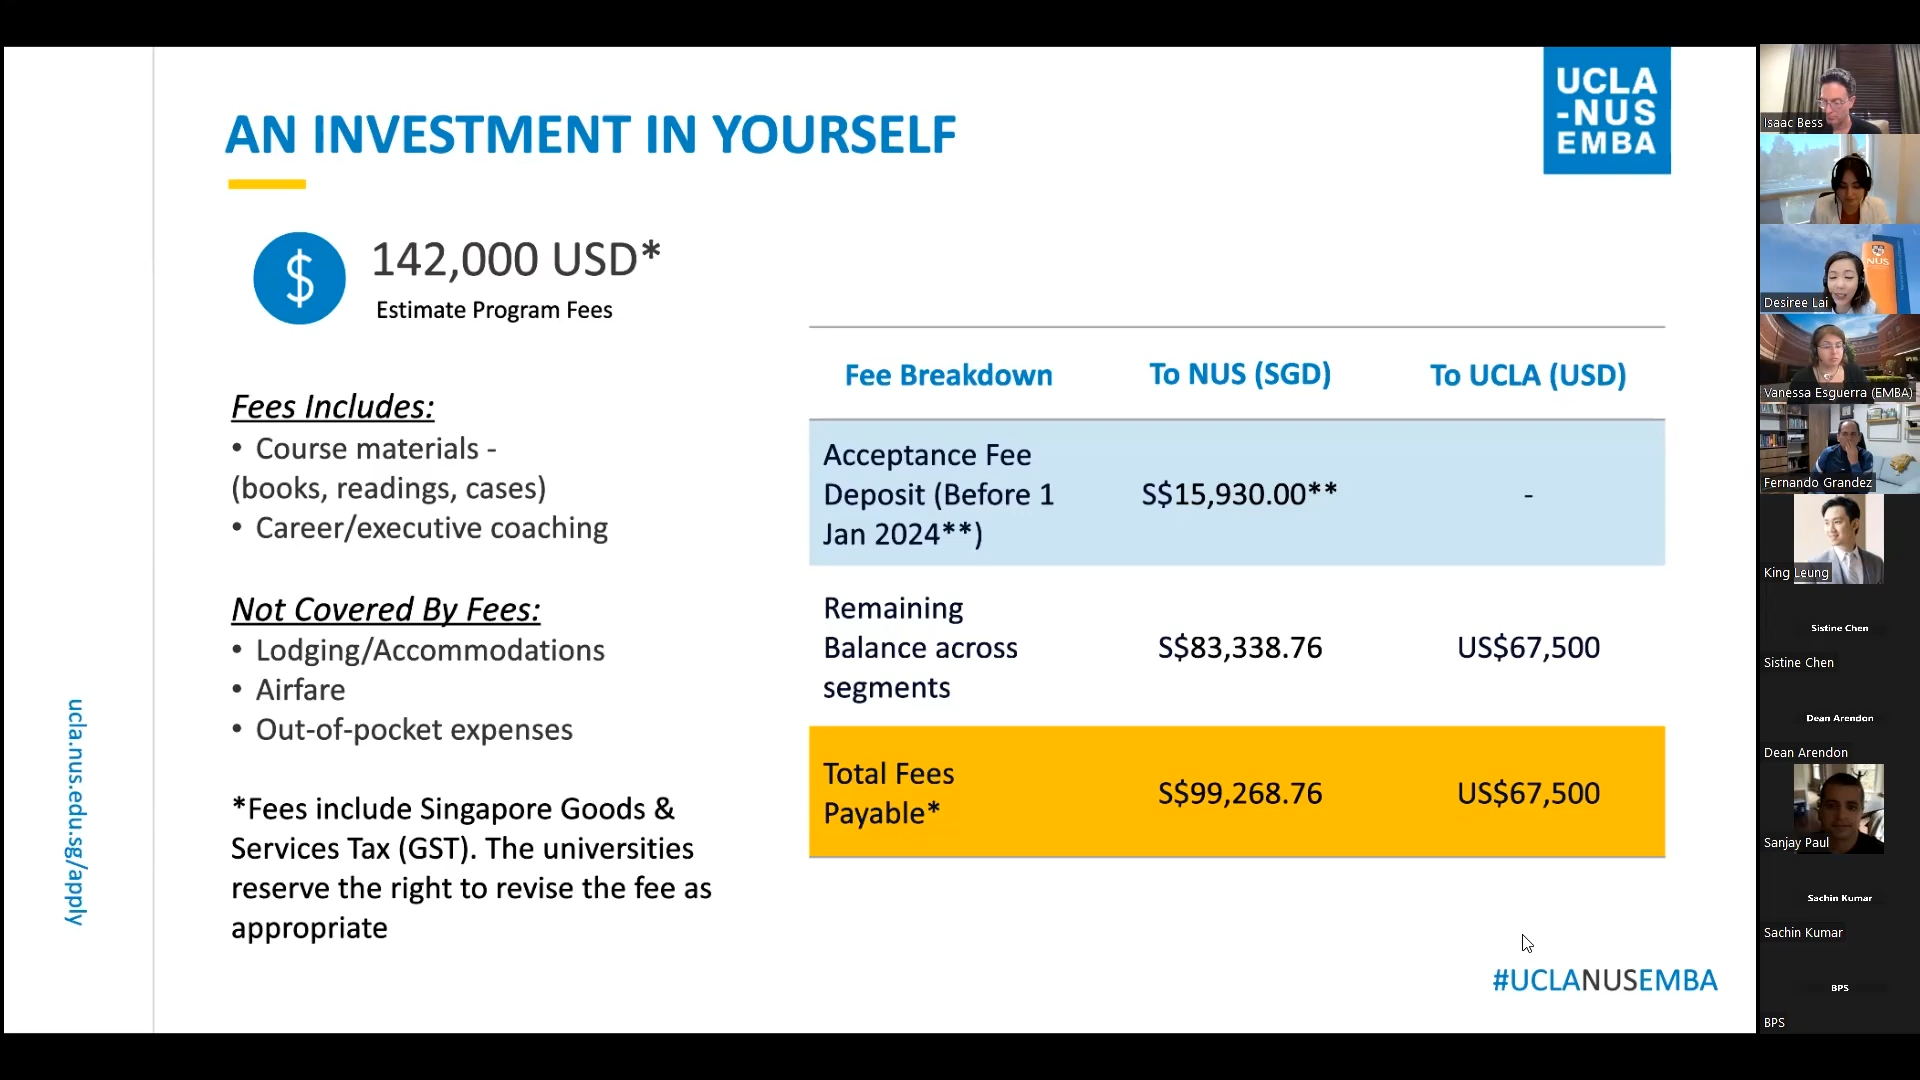 UCLA
-NUS
EMBA
AN INVESTMENT IN YOURSELF
$
142,000 USD*
Estimate Program Fees
Fees Includes:
• Course materials -
(books, readings, cases)
• Career/executive coaching
Not Covered By Fees:
• Lodging/Accommodations
• Airfare
• Out-of-pocket expenses
*Fees include Singapore Goods &
Services Tax (GST). The universities
reserve the right to revise the fee as
appropriate
Fee Breakdown To NUS (SGD) To UCLA (USD)
Acceptance Fee
Deposit (Before 1
Jan 2024**)
S$15,930.00** -
Remaining
Balance across
segments
S$83,338.76 US$67,500
Total Fees
Payable*
S$99,268.76 US$67,500
#UCLANUSEMBA
ucla.nus.edu.sg/apply
Isaac Bess
NUS
Desiree Lai
Vanessa Esguerra (EMBA)
Fernando Grandez
King Leung
Sistine Chen
Sistine Chen
Dean Arendon
Dean Arendon
Sanjay Paul
Sachin Kumar
Sachin Kumar
BPS
BPS